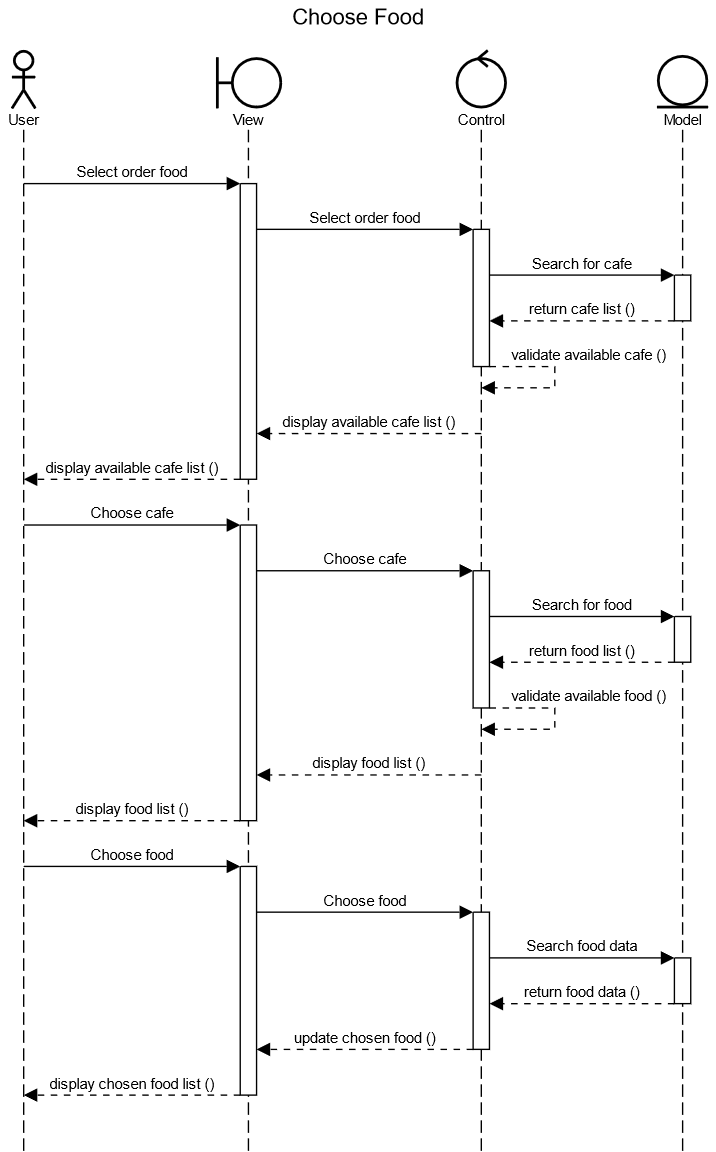 Choose Food
User
View
Control
Model
Select order food
Select order food
Search for cafe
return cafe list ()
validate available cafe ()
display available cafe list ()
display available cafe list ()
Choose cafe
Choose cafe
Search for food
return food list ()
validate available food ()
display food list ()
display food list ()
Choose food
Choose food
Search food data
return food data ()
update chosen food ()
display chosen food list ()